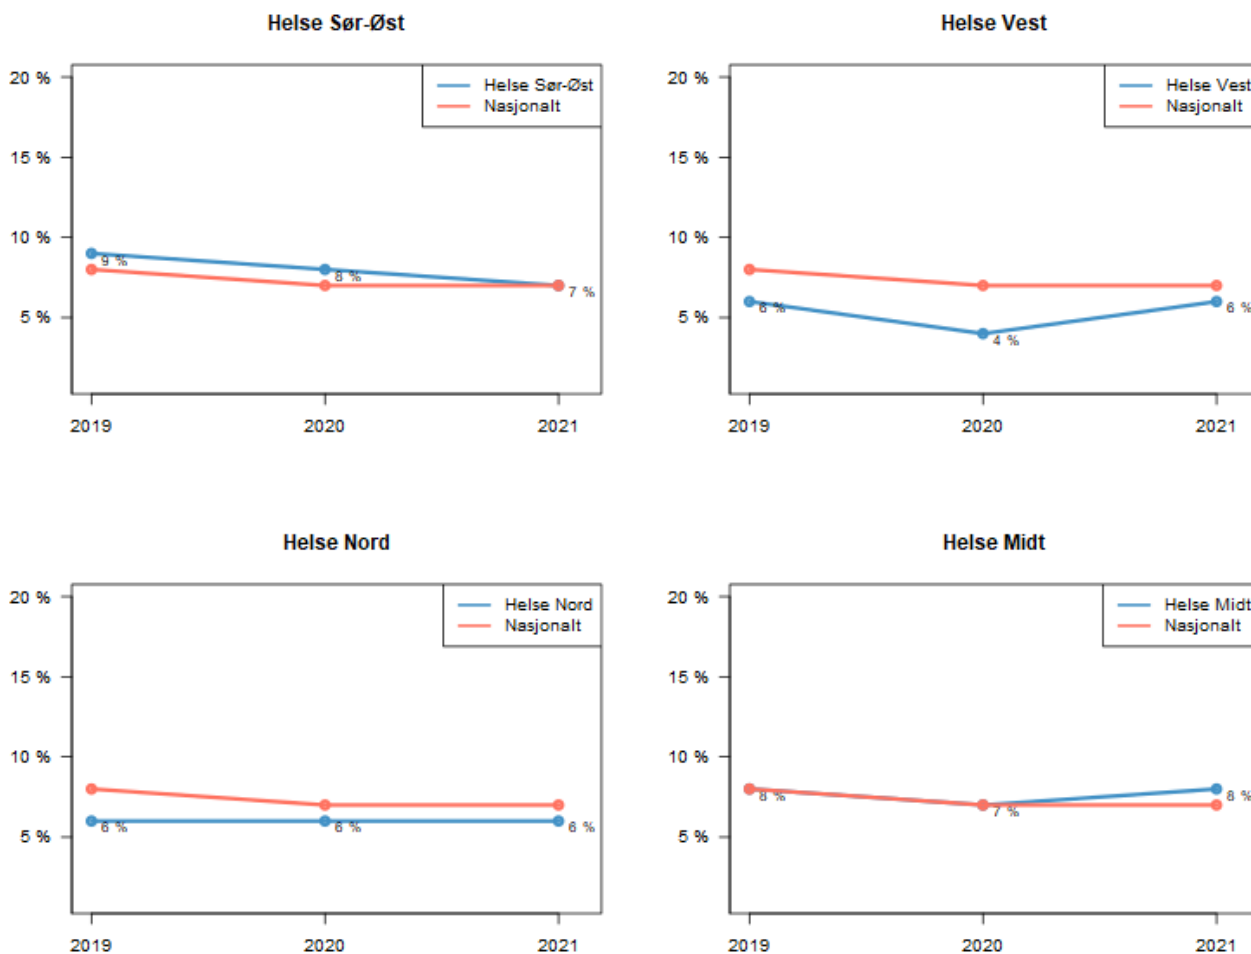 Helse Sør-Øst
20 %
15 %
10 %
5 %
Helse Sør-Øst
Nasjonalt
9 %
8 %
7 %
2019 2020 2021
Helse Vest
20 %
15 %
10 %
5 %
Helse Vest
Nasjonalt
6 %
4 %
6 %
2019 2020 2021
Helse Nord
20 %
15 %
10 %
5 %
Helse Nord
Nasjonalt
6 %
6 %
6 %
2019 2020 2021
Helse Midt
20 %
15 %
10 %
5 %
Helse Midt
Nasjonalt
8 %
7 %
8 %
2019 2020 2021